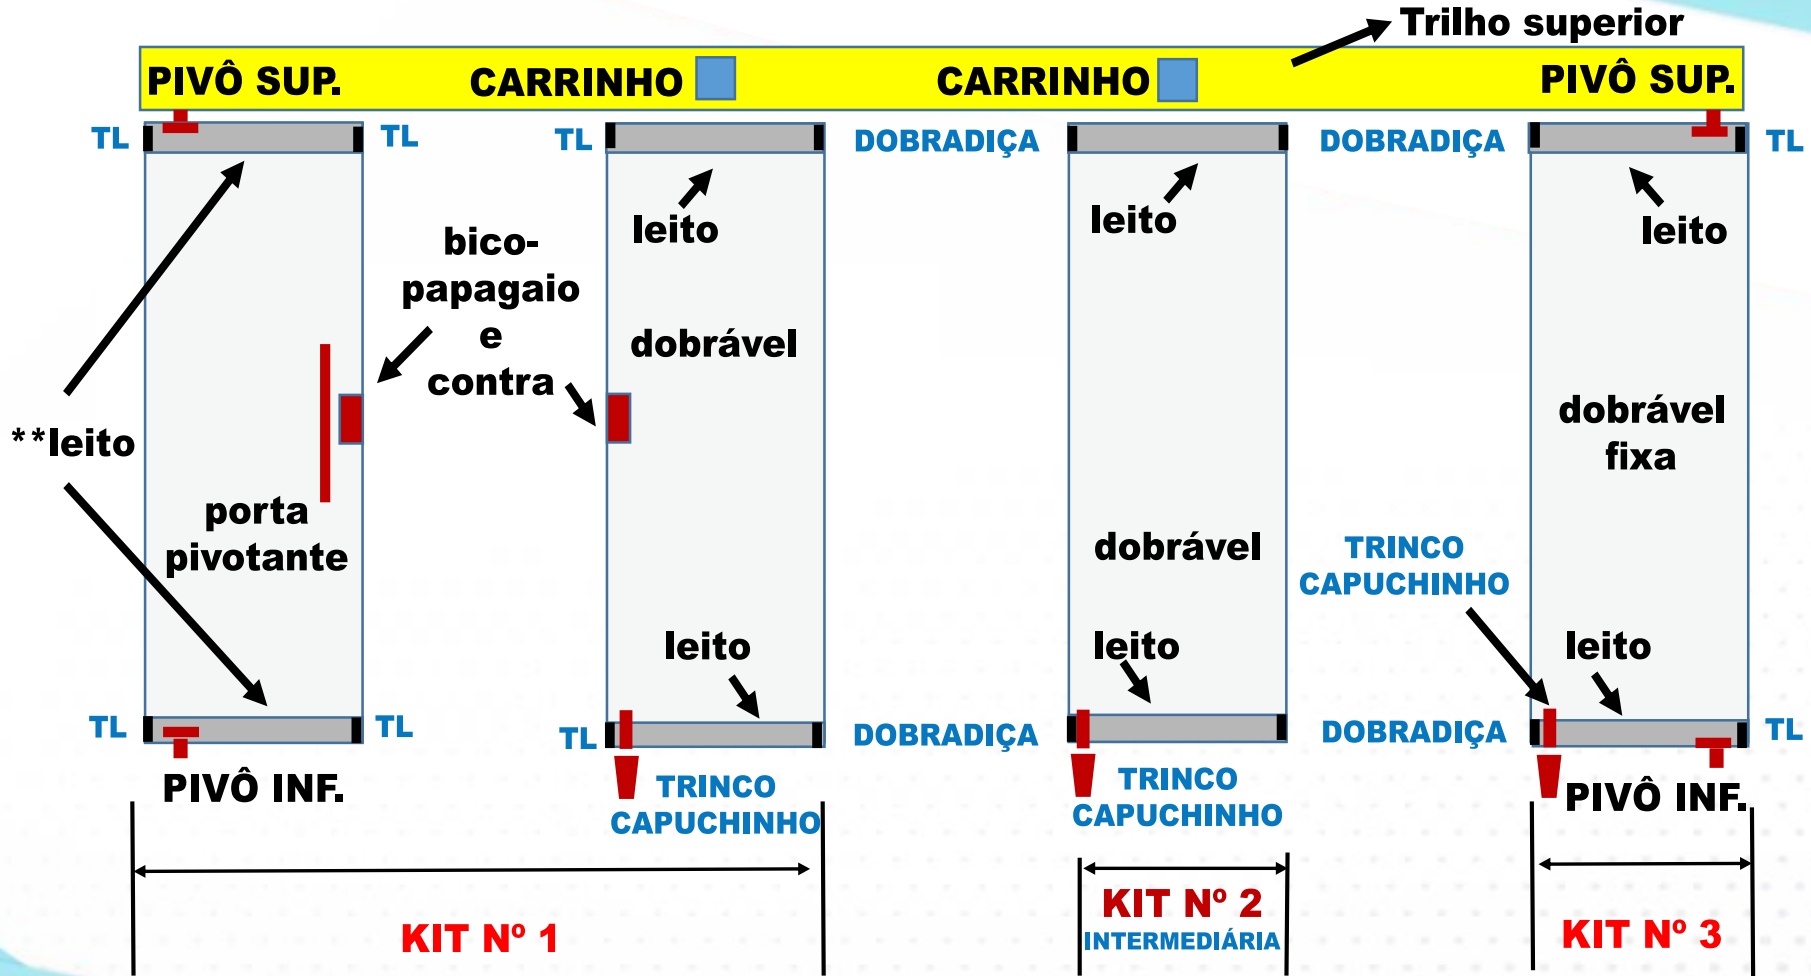 Trilho superior
PIVÔ SUP.
CARRINHO
CARRINHO
PIVÔ SUP.
TL
TL
TL
DOBRADIÇA
DOBRADIÇA
TL
leito
leito
leito
bico-
papagaio
e
contra
dobrável
**leito
dobrável
fixa
porta
pivotante
dobrável
TRINCO
CAPUCHINHO
leito
leito
leito
TL
TL
TL
DOBRADIÇA
DOBRADIÇA
TL
PIVÔ INF.
TRINCO
CAPUCHINHO
TRINCO
CAPUCHINHO
PIVÔ INF.
KIT Nº 1
KIT Nº 2
INTERMEDIÁRIA
KIT Nº 3